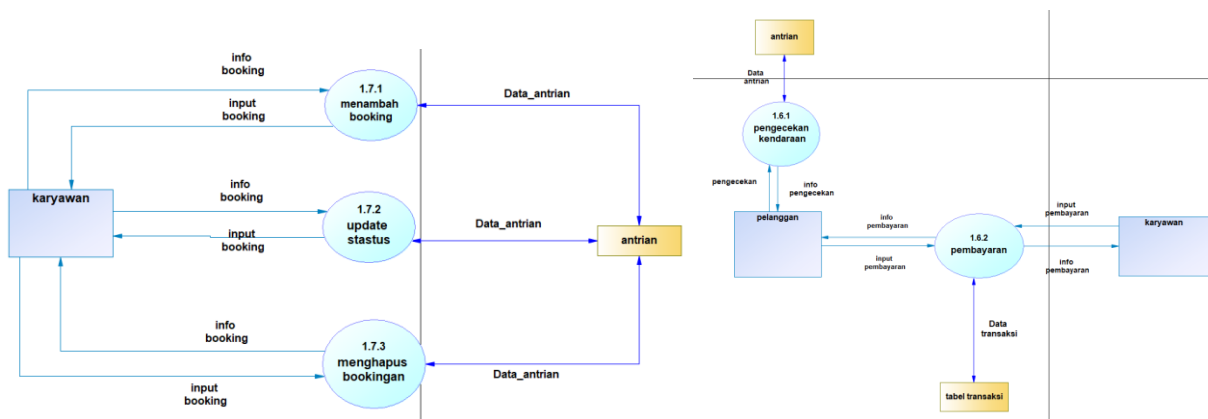 info
booking
1.7.1
menambah
booking
input
booking
Data_antrian
karyawan
info
booking
1.7.2
update
stastus
input
booking
Data_antrian
antrian
info
booking
1.7.3
menghapus
bookingan
input
booking
Data_antrian
antrian
Data
antrian
1.6.1
pengecekan
kendaraan
pengecekan
info
pengecekan
pelanggan
info
pembayaran
input
pembayaran
1.6.2
pembayaran
input
pembayaran
info
pembayaran
karyawan
Data
transaksi
tabel transaksi